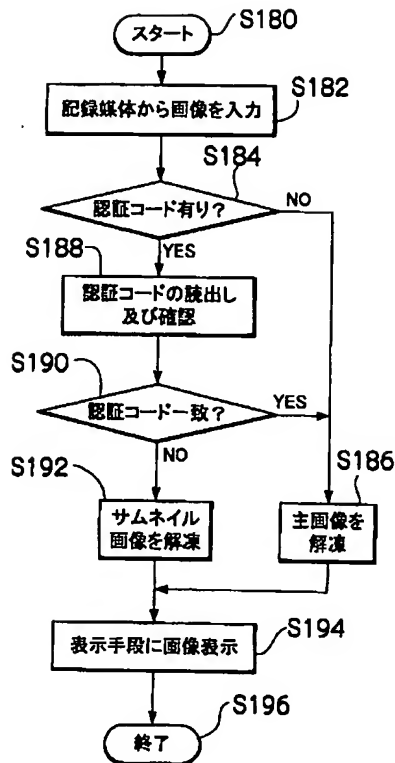 S180
スタート
S182
記録媒体から画像を入力
S184
認証コード有り?
NO
YES
S188
認証コードの読出し
及び確認
S190
認証コード一致?
YES
NO
S192
サムネイル
画像を解凍
S186
主画像を
解凍
S194
表示手段に画像表示
S196
終了